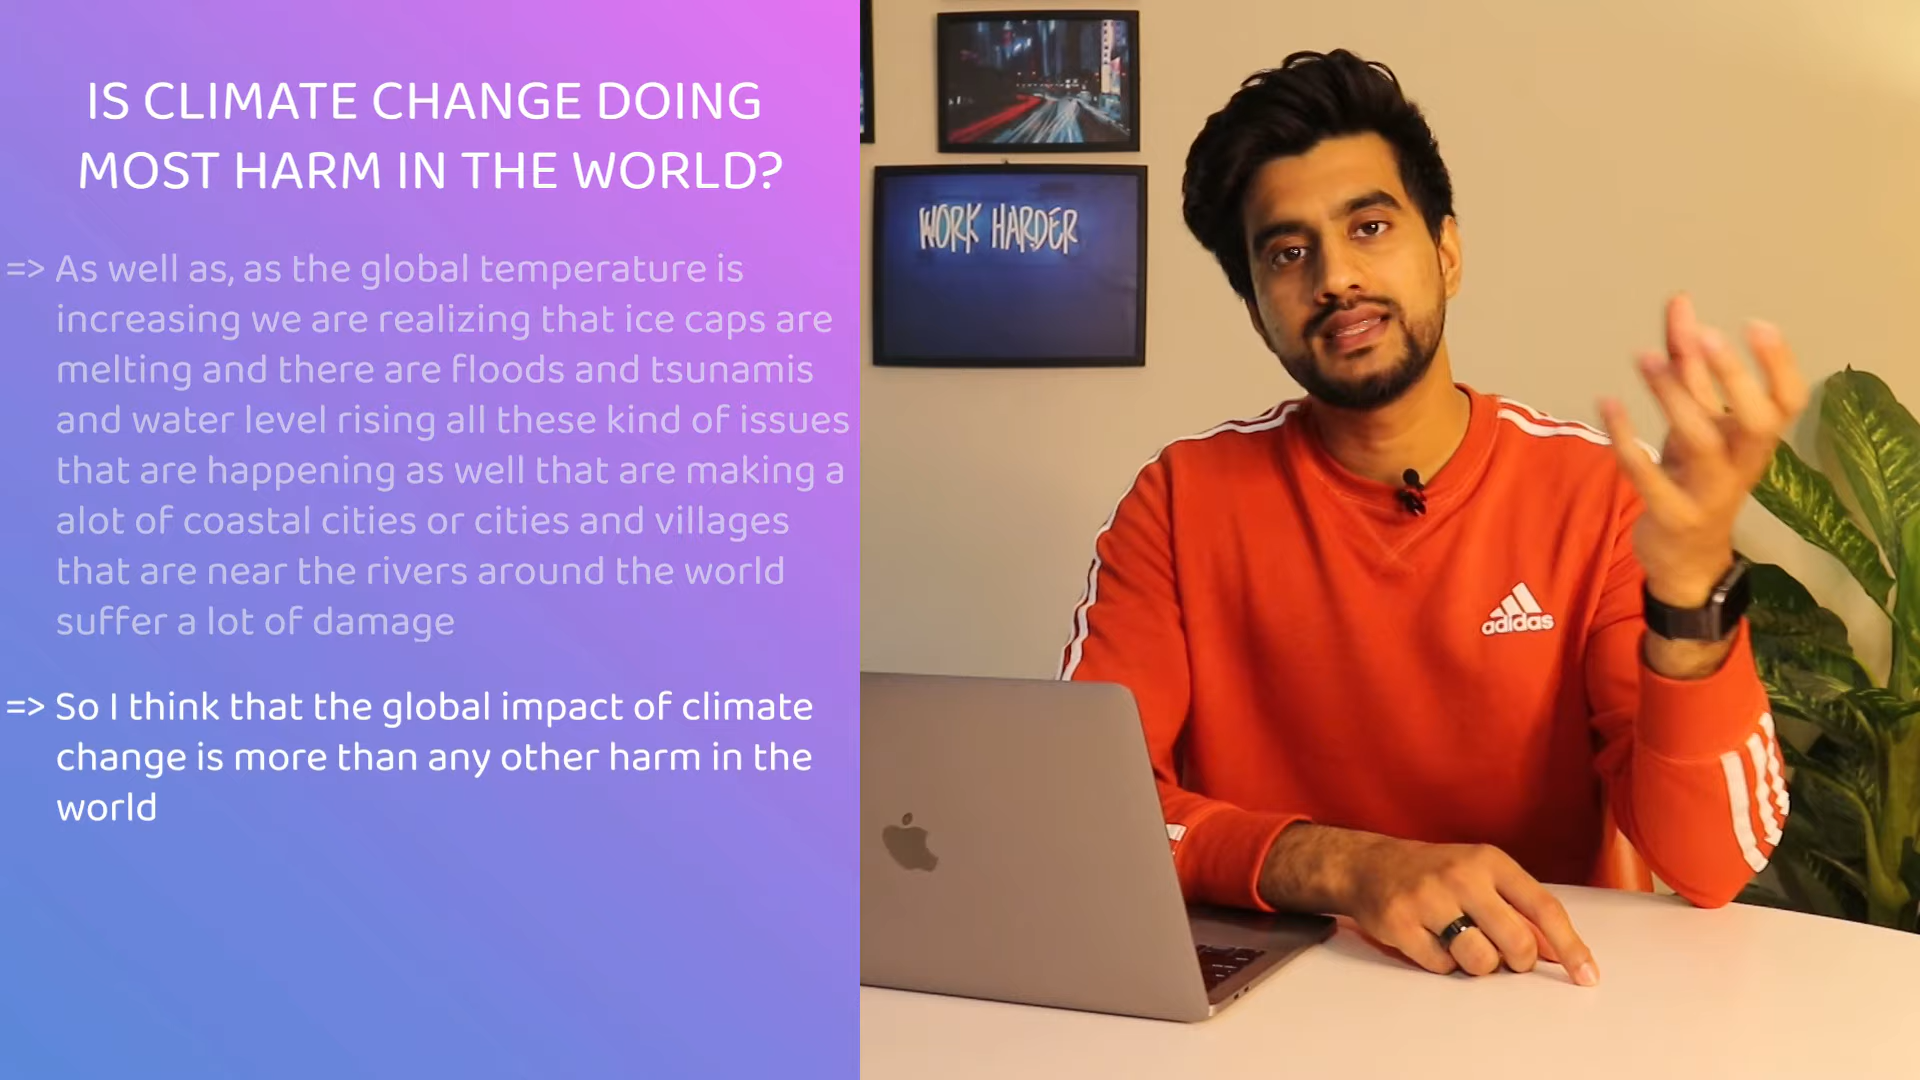 IS CLIMATE CHANGE DOING
MOST HARM IN THE WORLD?
=> As well as, as the global temperature is
increasing we are realizing that ice caps are
melting and there are floods and tsunamis
and water level rising all these kind of issues
that are happening as well that are making a
alot of coastal cities or cities and villages
that are near the rivers around the world
suffer a lot of damage
=> So I think that the global impact of climate
change is more than any other harm in the
world
WORK HARDER
adidas